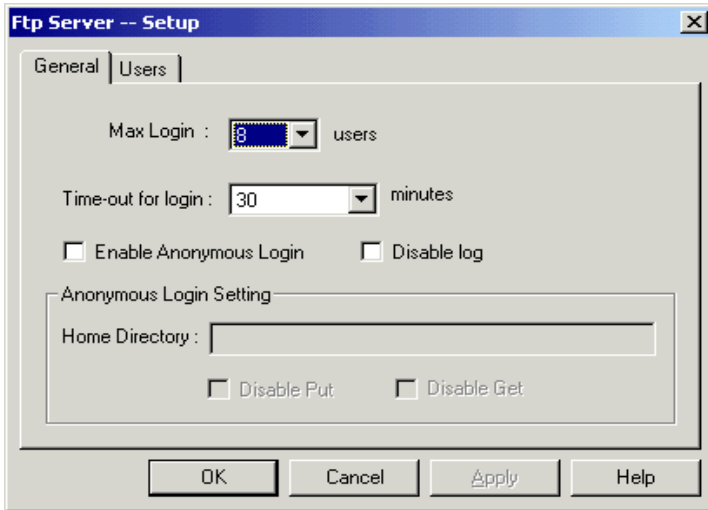 Ftp Server -- Setup
General Users
Max Login : 8 users
Time-out for login : 30 minutes
Enable Anonymous Login Disable log
Anonymous Login Setting
Home Directory :
Disable Put Disable Get
OK Cancel Apply Help